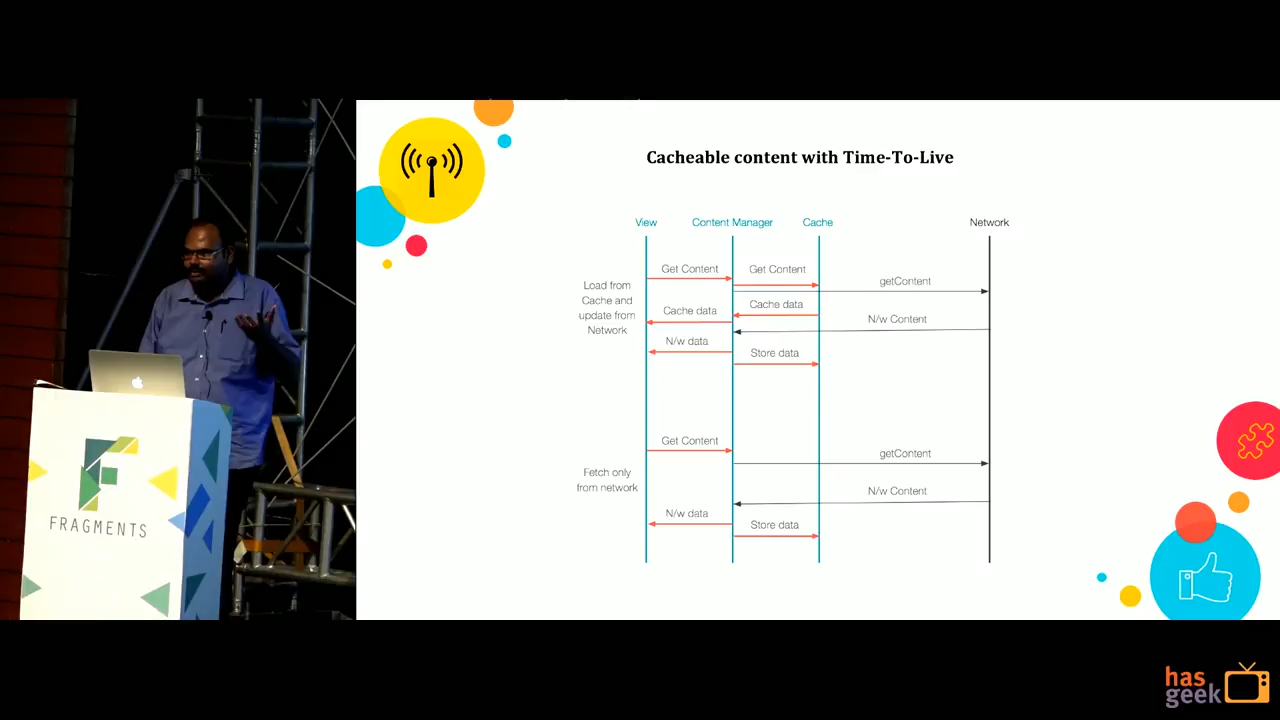 Cacheable content with Time-To-Live
View
Content Manager
Cache
Network
Get Content
Get Content
getContent
Load from
Cache and
update from
Network
Cache data
Cache data
N/w Content
N/w data
Store data
Get Content
getContent
Fetch only
from network
N/w Content
N/w data
Store data
FRAGMENTS
has
geek